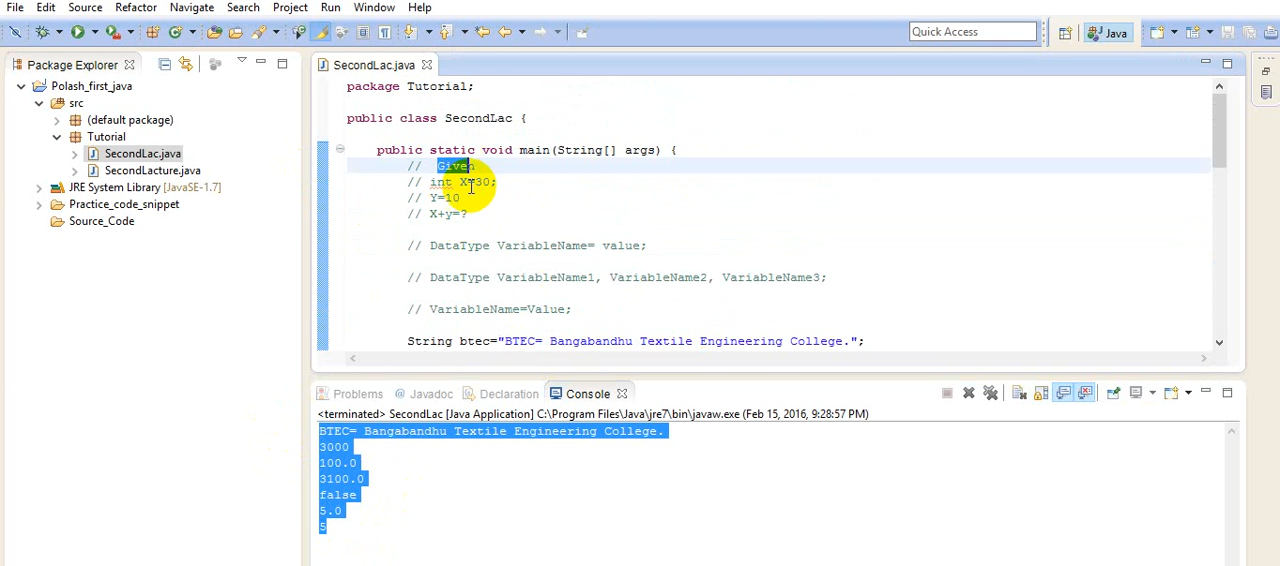 File Edit Source Refactor Navigate Search Project Run Window Help
Quick Access
Java
Package Explorer
Polash_first_java
src
(default package)
Tutorial
SecondLac.java
SecondLacture.java
JRE System Library [JavaSE-1.7]
Practice_code_snippet
Source_Code
SecondLac.java
package Tutorial;
public class SecondLac {
public static void main(String[] args) {
// Given
// int X=30;
// Y=10
// X+y=?
// DataType VariableName= value;
// DataType VariableName1, VariableName2, VariableName3;
// VariableName=Value;
String btec="BTEC= Bangabandhu Textile Engineering College.";
Problems @ Javadoc Declaration Console
<terminated> SecondLac [Java Application] C:\Program Files\Java\jre7\bin\javaw.exe (Feb 15, 2016, 9:28:57 PM)
BTEC= Bangabandhu Textile Engineering College.
3000
100.0
3100.0
false
5.0
5